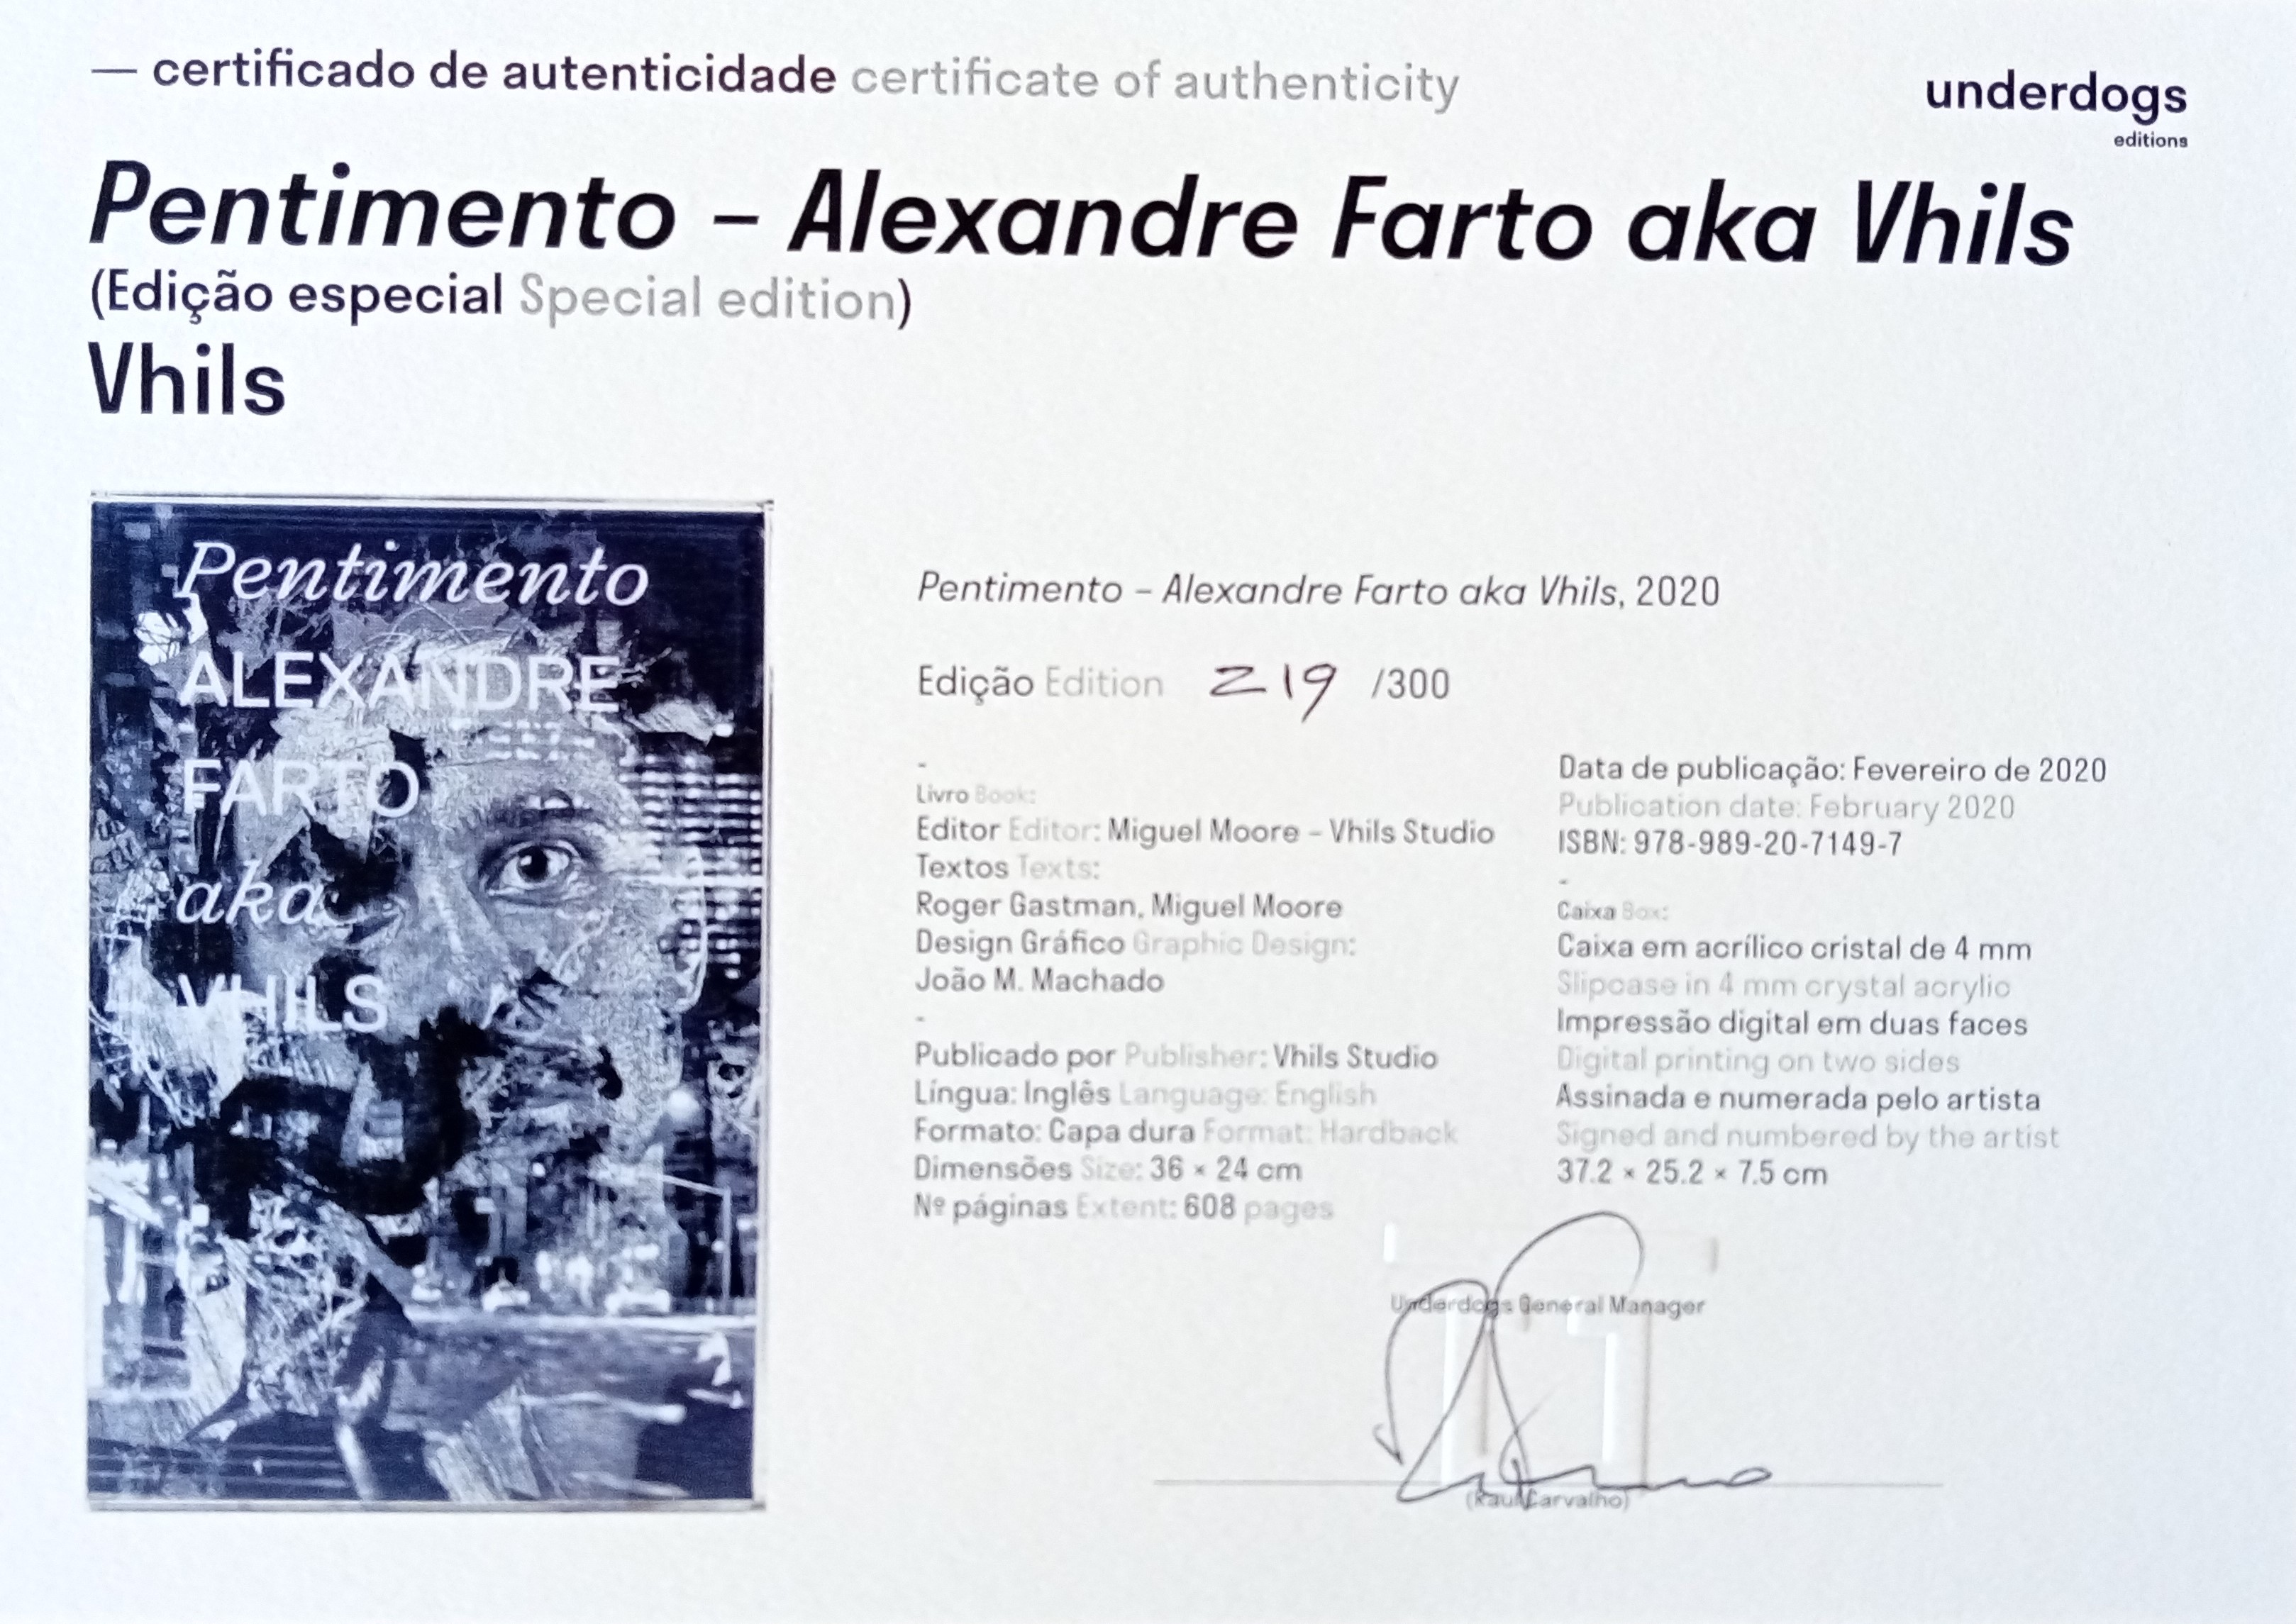 — certificado de autenticidade certificate of authenticity
underdogs
editions
Pentimento – Alexandre Farto aka Vhils
(Edição especial Special edition)
Vhils
Pentimento
ALEXANDRE
FARTO
aka
VHILS
Pentimento – Alexandre Farto aka Vhils, 2020
Edição Edition 219 /300
-
Livro Book:
Editor Editor: Miguel Moore – Vhils Studio
Textos Texts:
Roger Gastman, Miguel Moore
Design Gráfico Graphic Design:
João M. Machado
-
Publicado por Publisher: Vhils Studio
Língua: Inglês Language: English
Formato: Capa dura Format: Hardback
Dimensões Size: 36 × 24 cm
Nº páginas Extent: 608 pages
Data de publicação: Fevereiro de 2020
Publication date: February 2020
ISBN: 978-989-20-7149-7
-
Caixa Box:
Caixa em acrílico cristal de 4 mm
Slipcase in 4 mm crystal acrylic
Impressão digital em duas faces
Digital printing on two sides
Assinada e numerada pelo artista
Signed and numbered by the artist
37.2 × 25.2 × 7.5 cm
Underdogs General Manager
(Raul Carvalho)